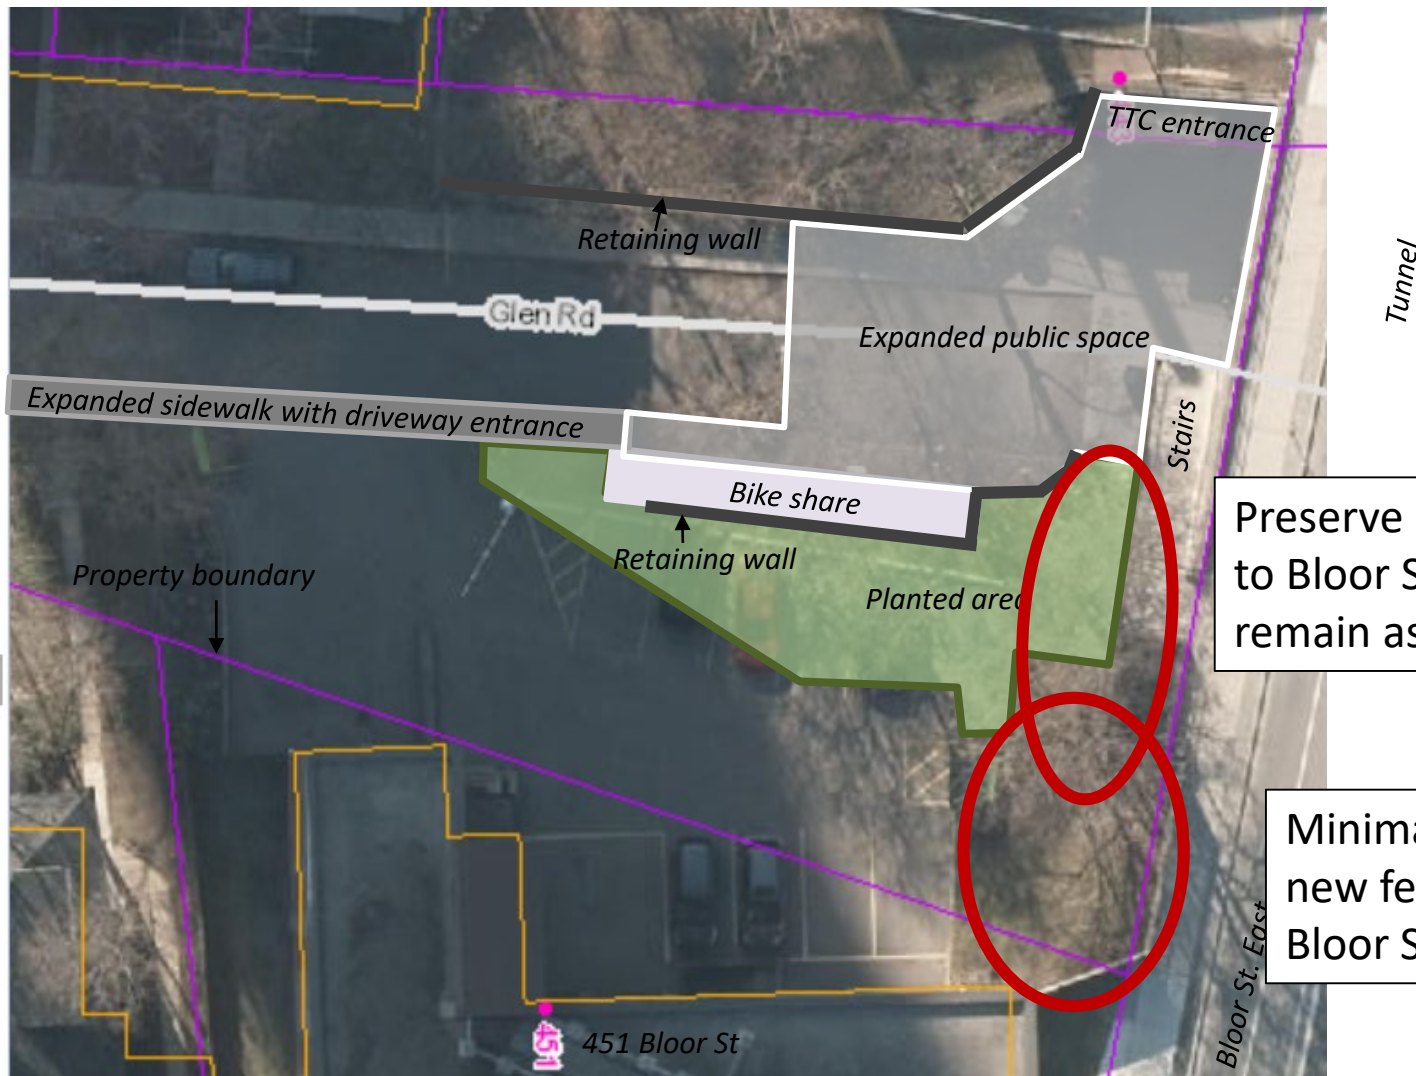 TTC entrance
Retaining wall
Tunnel
Glen Rd
Expanded public space
Expanded sidewalk with driveway entrance
Stairs
Bike share
Preserve
to Bloor S
remain as
Retaining wall
Property boundary
Planted area
Minima
new fe
Bloor S
Bloor St. East
451
451 Bloor St